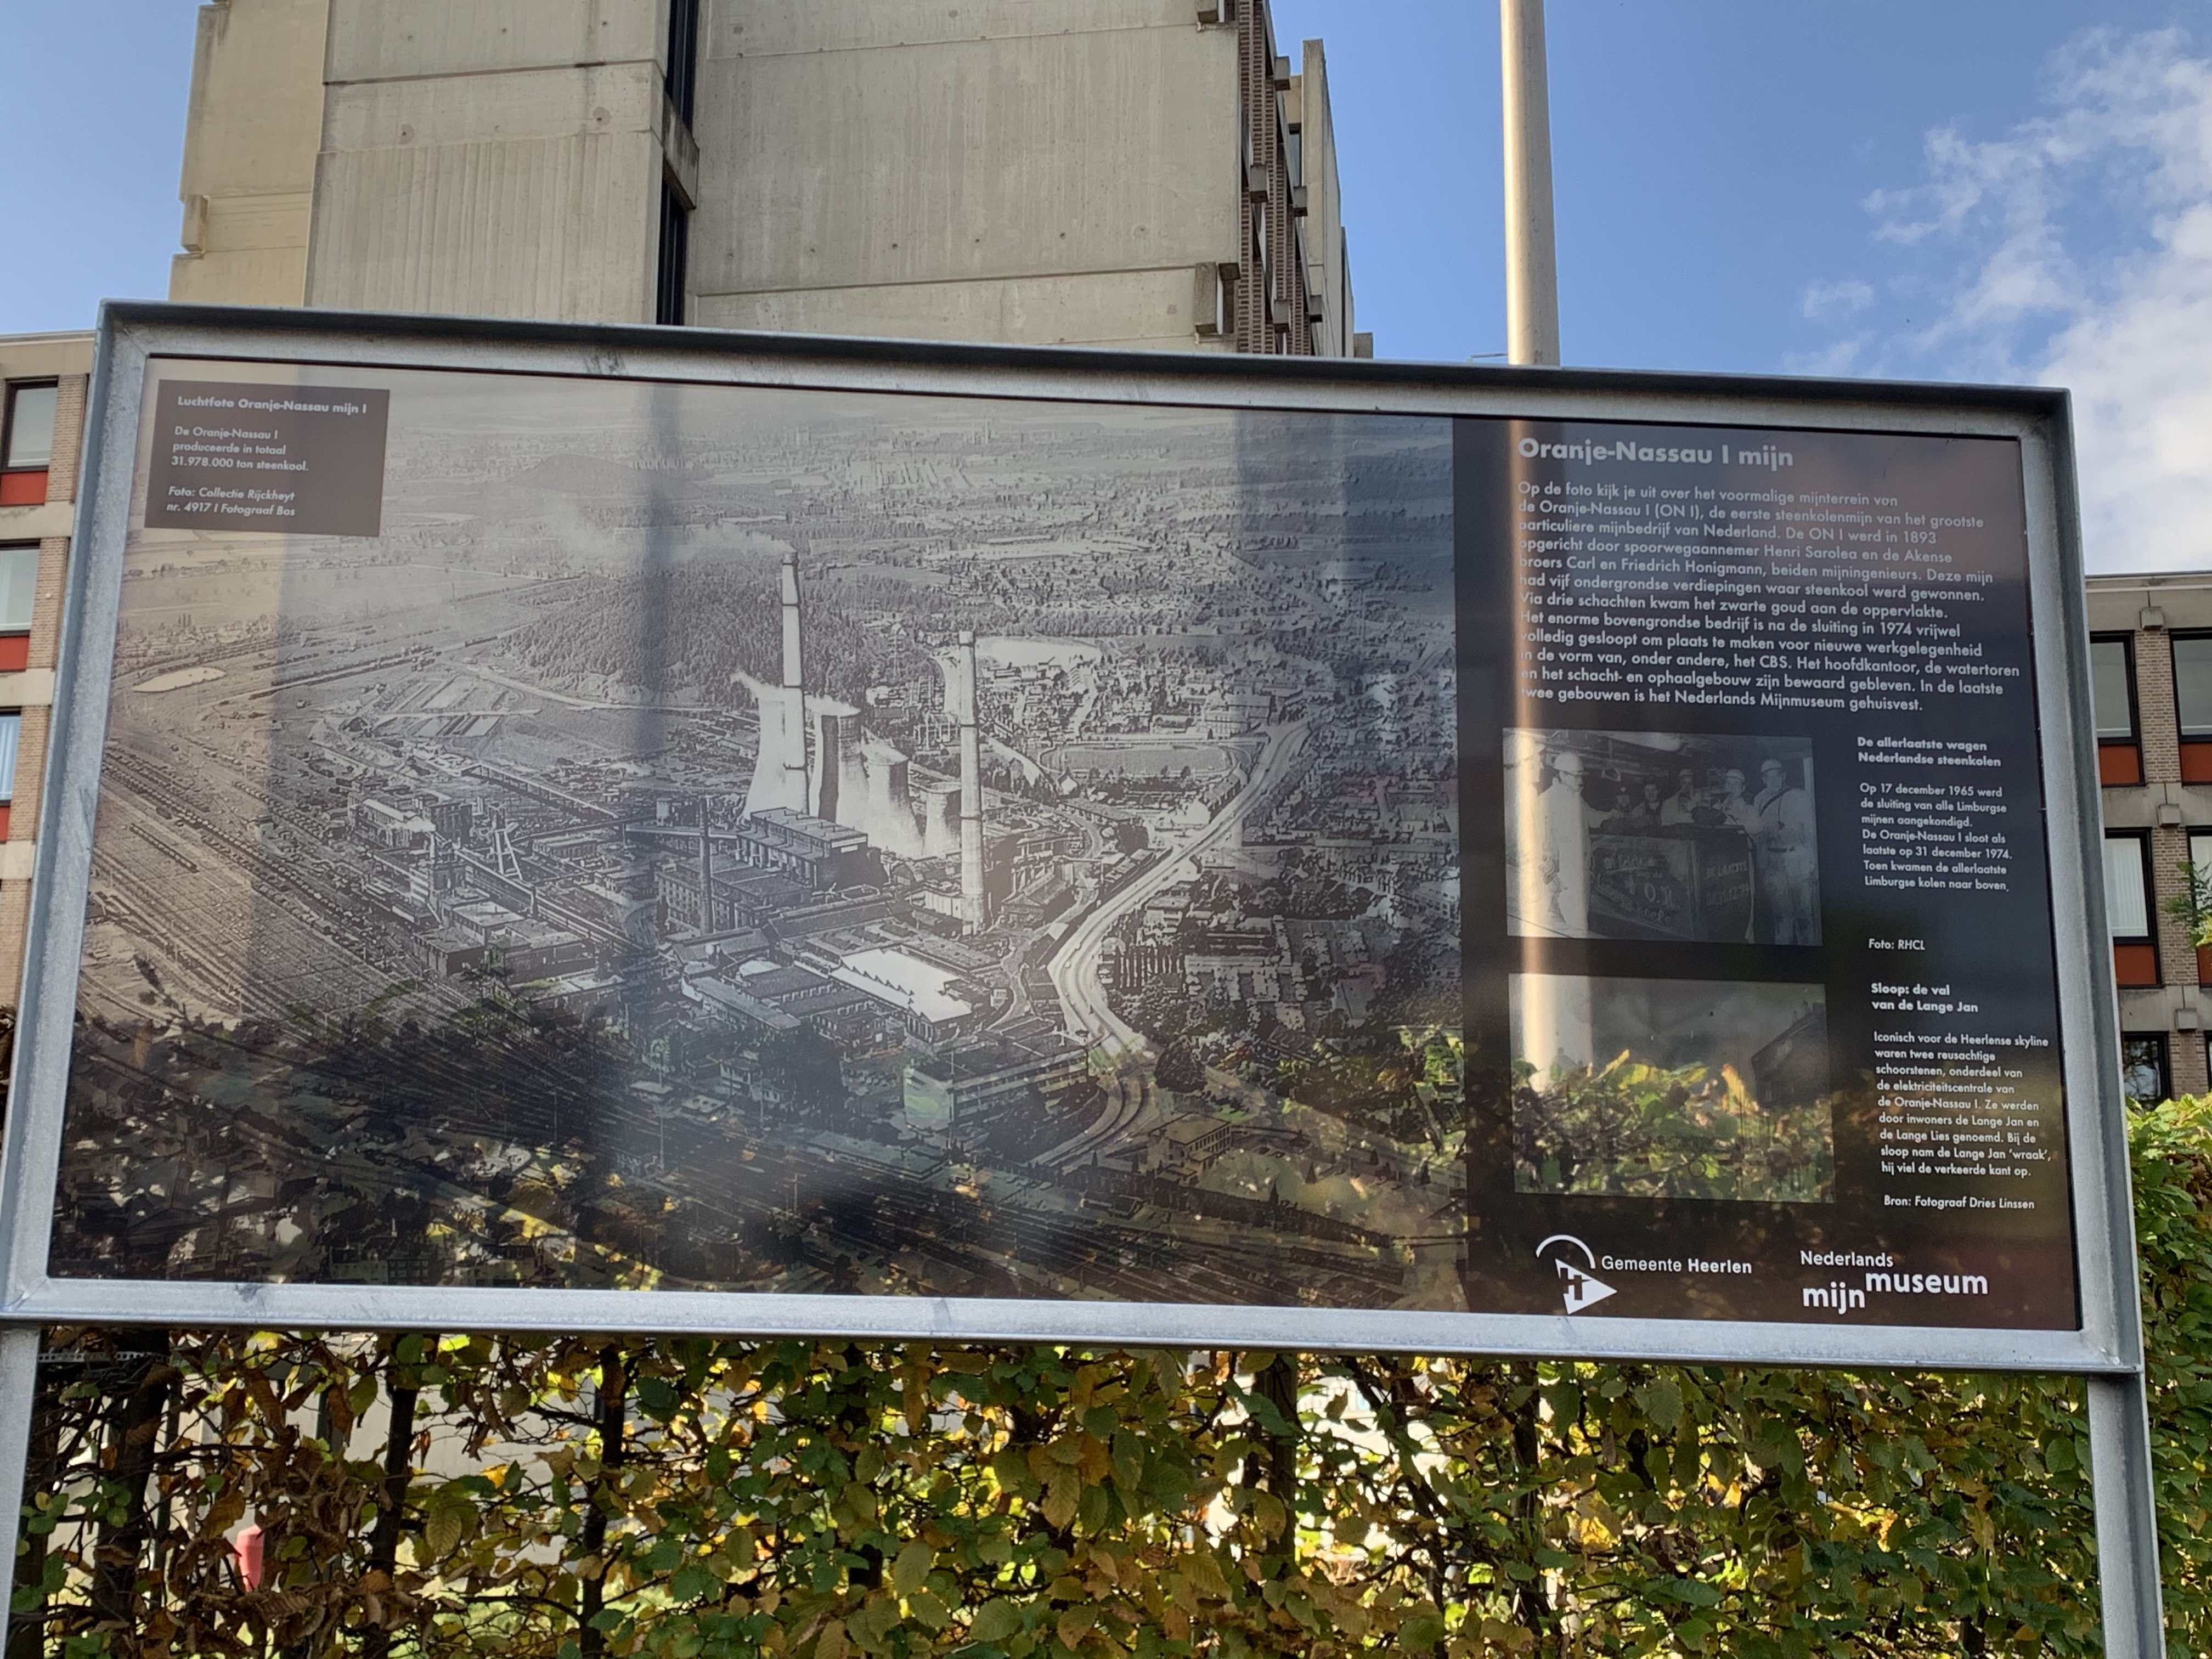 Luchtfoto Oranje-Nassau mijn I
De Oranje-Nassau I
produceerde in totaal
31.978.000 ton steenkool.
Foto: Collectie Rijckheyt
nr. 4917 I Fotograaf Bos
Oranje-Nassau I mijn
Op de foto kijk je uit over het voormalige mijnterrein van
de Oranje-Nassau I (ON I), de eerste steenkolenmijn van het grootste
particuliere mijnbedrijf van Nederland. De ON I werd in 1893
opgericht door spoorwegaannemer Henri Sarolea en de Akense
broers Carl en Friedrich Honigmann, beiden mijningenieurs. Deze mijn
had vijf ondergrondse verdiepingen waar steenkool werd gewonnen.
Via drie schachten kwam het zwarte goud aan de oppervlakte.
Het enorme bovengrondse bedrijf is na de sluiting in 1974 vrijwel
volledig gesloopt om plaats te maken voor nieuwe werkgelegenheid
in de vorm van, onder andere, het CBS. Het hoofdkantoor, de watertoren
en het schacht- en ophaalgebouw zijn bewaard gebleven. In de laatste
twee gebouwen is het Nederlands Mijnmuseum gehuisvest.
De allerlaatste wagen
Nederlandse steenkolen
Op 17 december 1965 werd
de sluiting van alle Limburgse
mijnen aangekondigd.
De Oranje-Nassau I sloot als
laatste op 31 december 1974.
Toen kwamen de allerlaatste
Limburgse kolen naar boven.
Foto: RHCL
Sloop: de val
van de Lange Jan
Iconisch voor de Heerlense skyline
waren twee reusachtige
schoorstenen, onderdeel van
de elektriciteitscentrale van
de Oranje-Nassau I. Ze werden
door inwoners de Lange Jan en
de Lange Lies genoemd. Bij de
sloop nam de Lange Jan 'wraak',
hij viel de verkeerde kant op.
Bron: Fotograaf Dries Linssen
Gemeente Heerlen
Nederlands
mijnmuseum